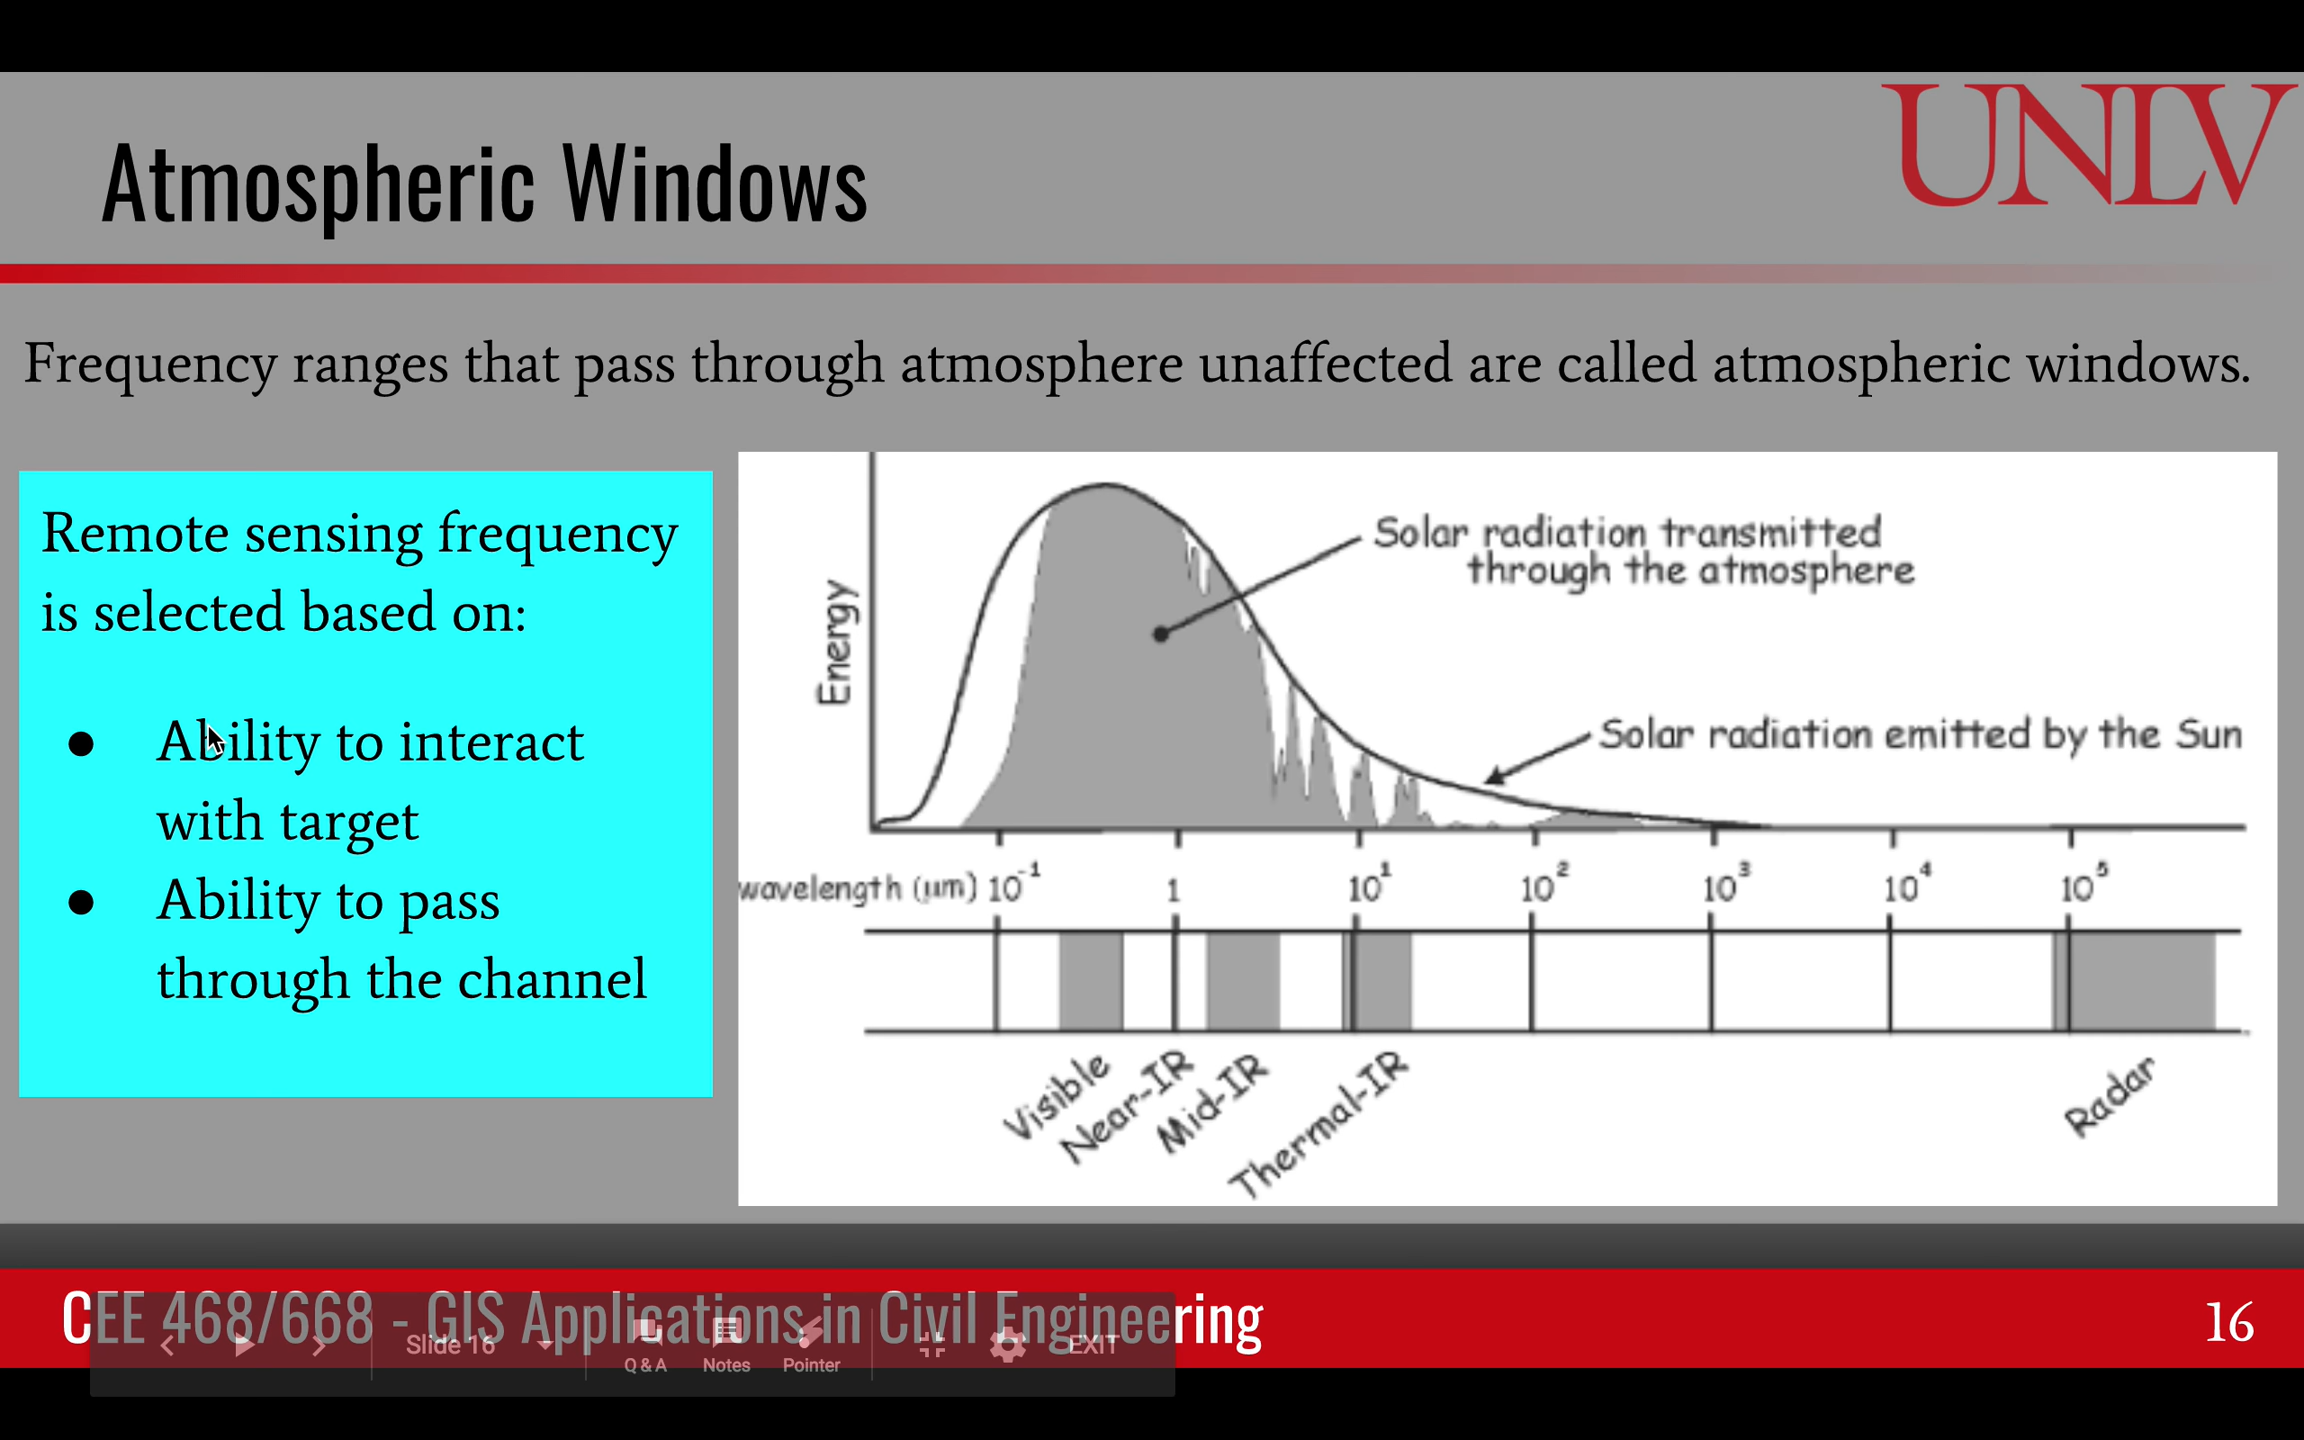 UNLV
Atmospheric Windows
Frequency ranges that pass through atmosphere unaffected are called atmospheric windows.
Remote sensing frequency
is selected based on:
● Ability to interact
with target
● Ability to pass
through the channel
Energy
Solar radiation transmitted
through the atmosphere
Solar radiation emitted by the Sun
wavelength (μm) 10⁻¹ 1 10¹ 10² 10³ 10⁴ 10⁵
Visible
Near-IR
Mid-IR
Thermal-IR
Radar
CEE 468/668 - GIS Applications in Civil Engineering
16
Slide 16
Q & A
Notes
Pointer
EXIT